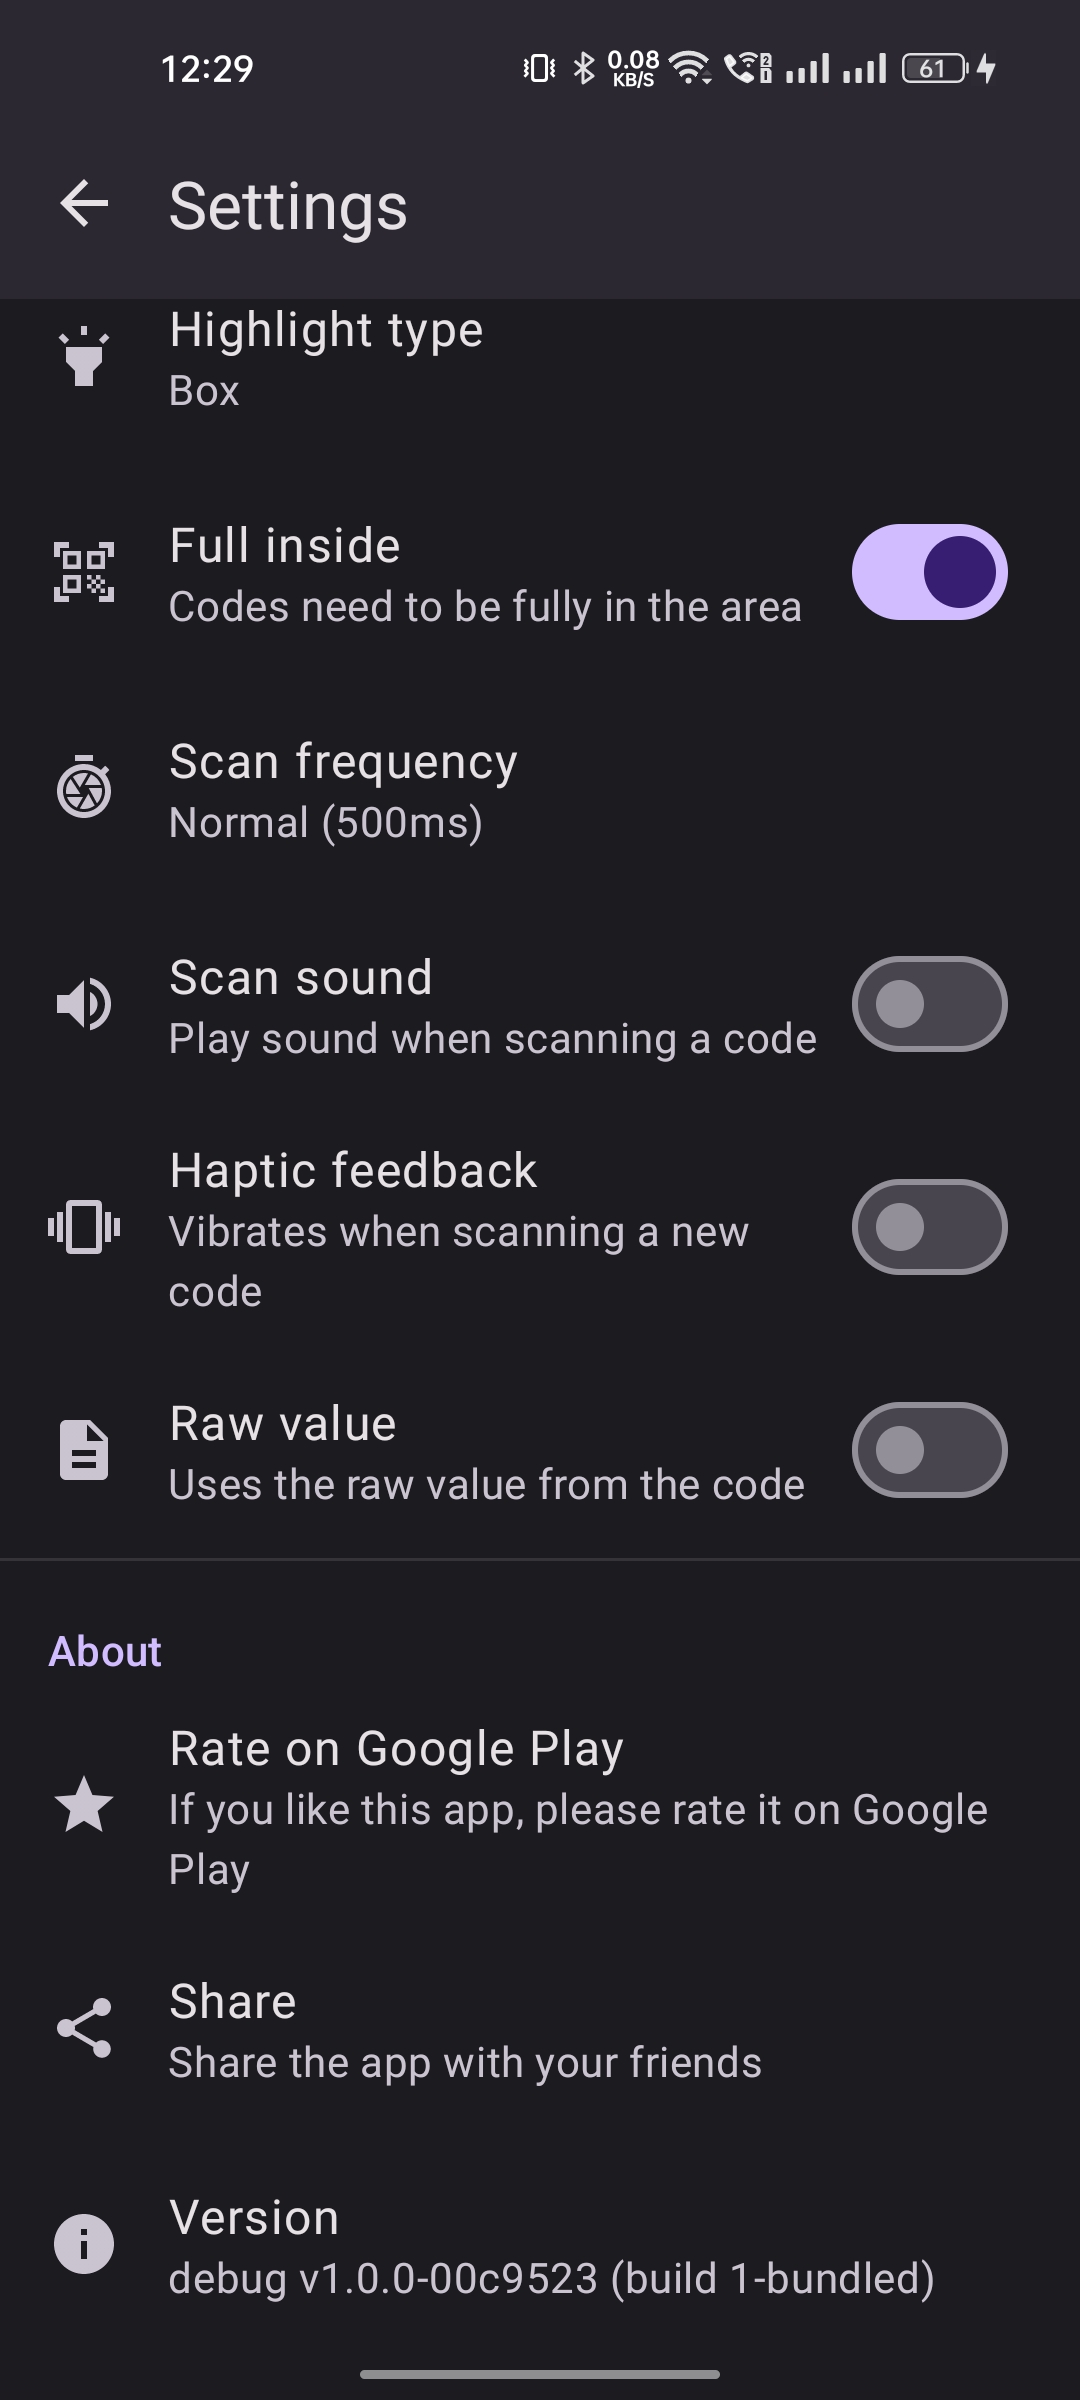 12:29
0.08
KB/S
2
1
61
Settings
Highlight type
Box
Full inside
Codes need to be fully in the area
Scan frequency
Normal (500ms)
Scan sound
Play sound when scanning a code
Haptic feedback
Vibrates when scanning a new
code
Raw value
Uses the raw value from the code
About
Rate on Google Play
If you like this app, please rate it on Google
Play
Share
Share the app with your friends
Version
debug v1.0.0-00c9523 (build 1-bundled)